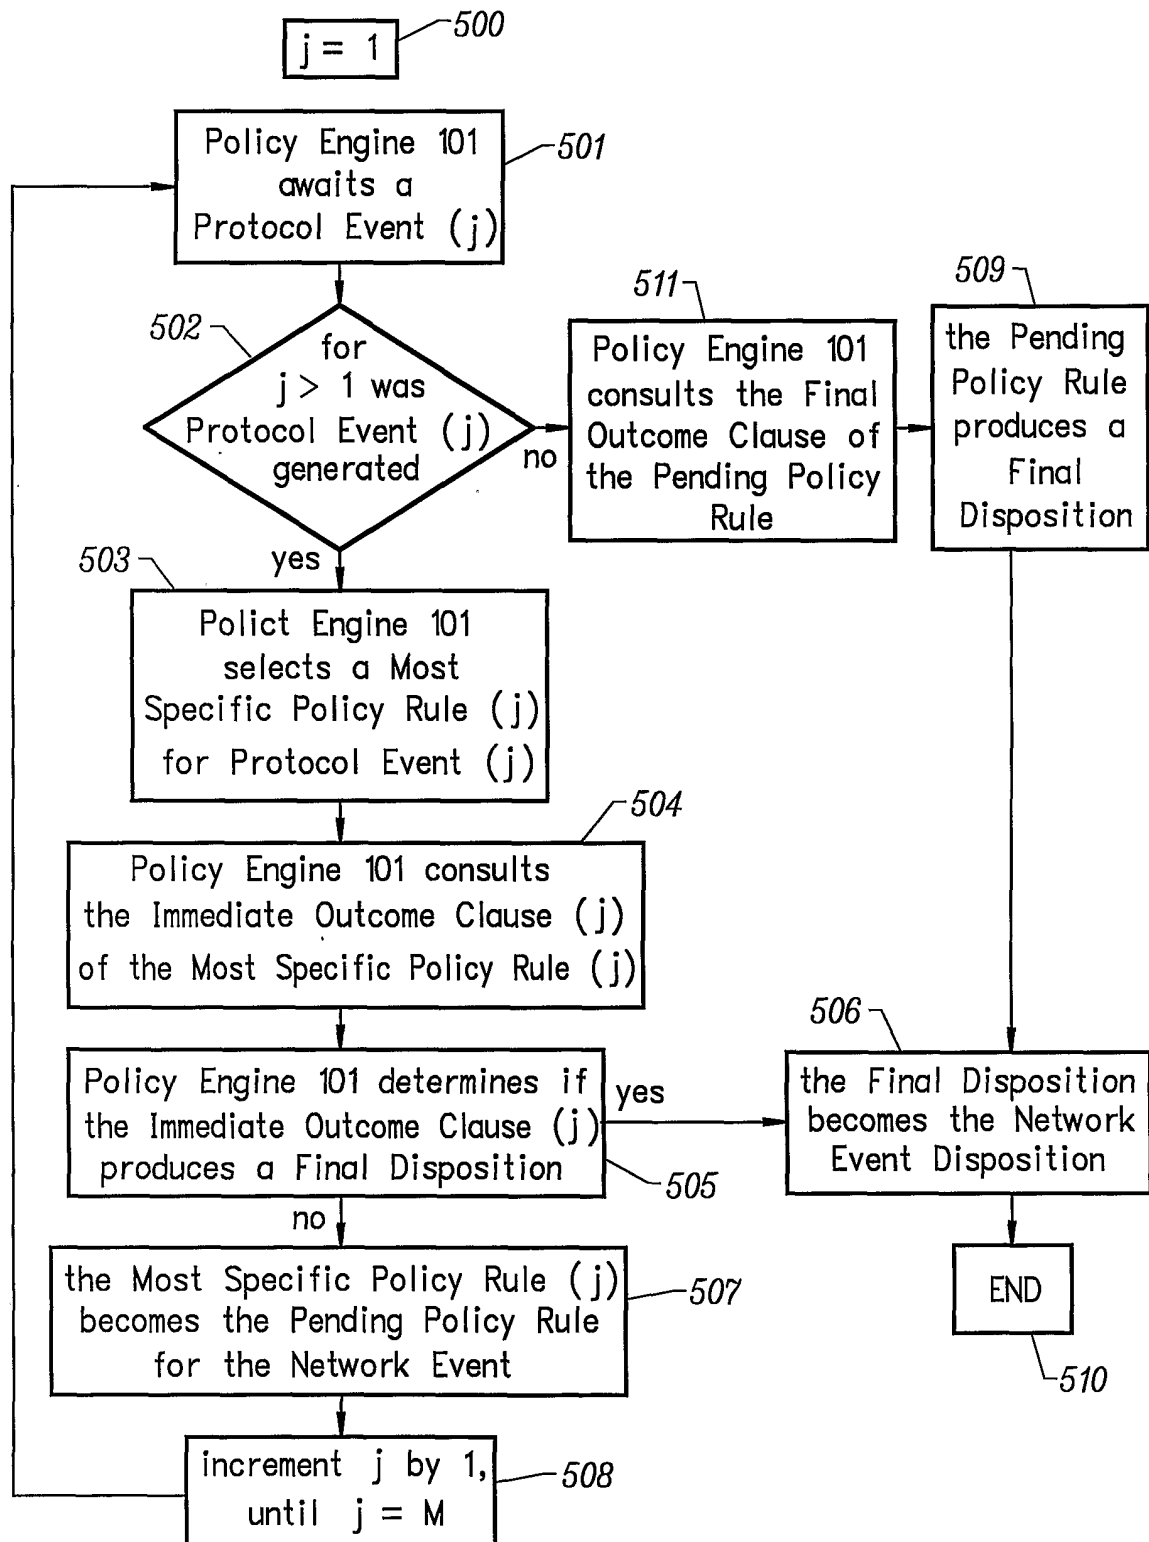 500
j = 1
Policy Engine 101
awaits a
Protocol Event (j)
501
502
for
j > 1 was
Protocol Event (j)
generated
no
yes
511
Policy Engine 101
consults the Final
Outcome Clause of
the Pending Policy
Rule
509
the Pending
Policy Rule
produces a
Final
Disposition
503
Polict Engine 101
selects a Most
Specific Policy Rule (j)
for Protocol Event (j)
504
Policy Engine 101 consults
the Immediate Outcome Clause (j)
of the Most Specific Policy Rule (j)
Policy Engine 101 determines if
the Immediate Outcome Clause (j)
produces a Final Disposition
yes
505
no
506
the Final Disposition
becomes the Network
Event Disposition
the Most Specific Policy Rule (j)
becomes the Pending Policy Rule
for the Network Event
507
END
510
increment j by 1,
until j = M
508